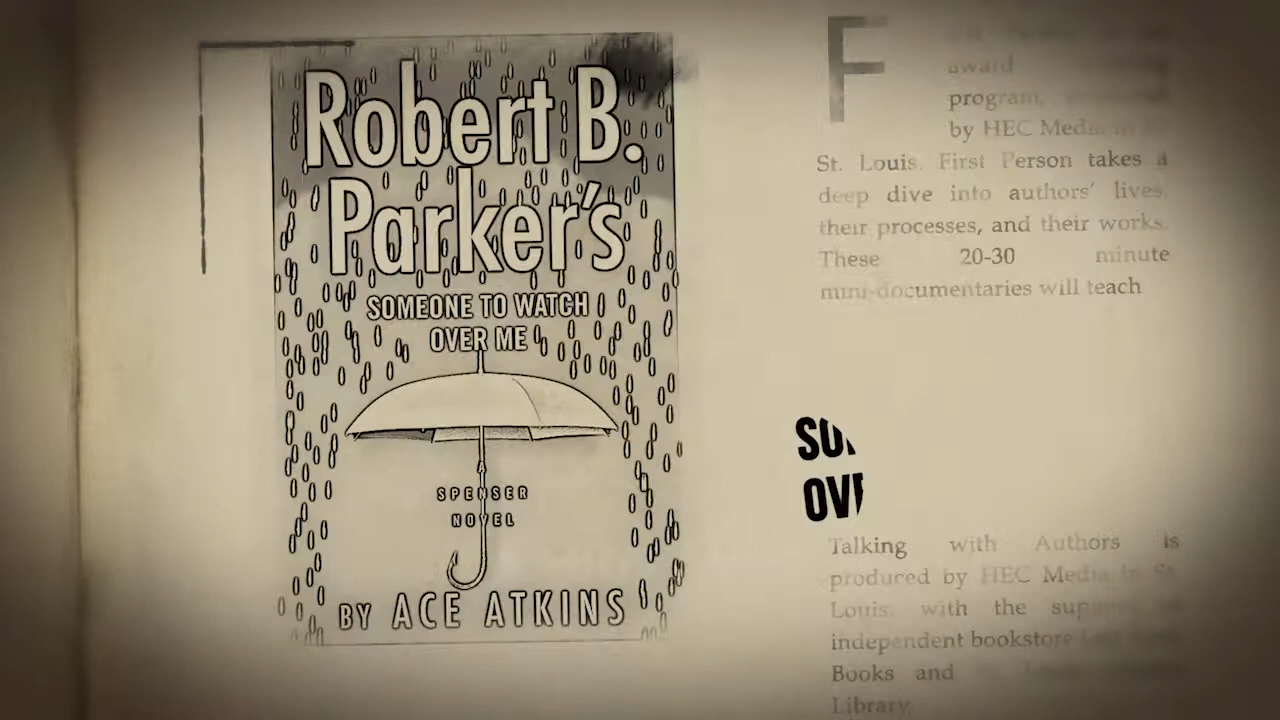 Robert B.
Parker's
SOMEONE TO WATCH
OVER ME
A
SPENSER
NOVEL
BY ACE ATKINS
F
award
program,
by HEC Media in
St. Louis. First Person takes a
deep dive into authors' lives,
their processes, and their works.
These 20-30 minute
mini-documentaries will teach
Talking with Authors is
produced by HEC Media in St.
Louis, with the
independent bookstore
Books and
Library